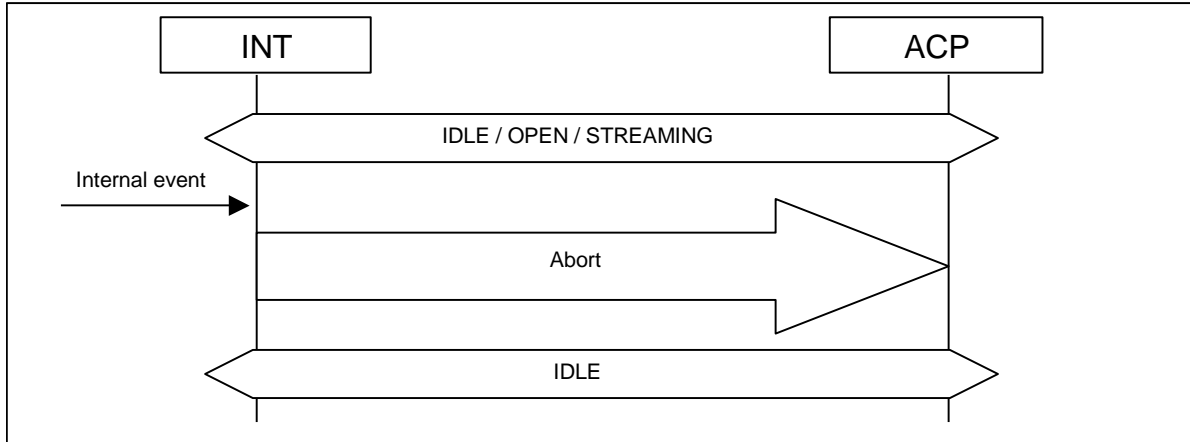 INT
ACP
IDLE / OPEN / STREAMING
Internal event
Abort
IDLE